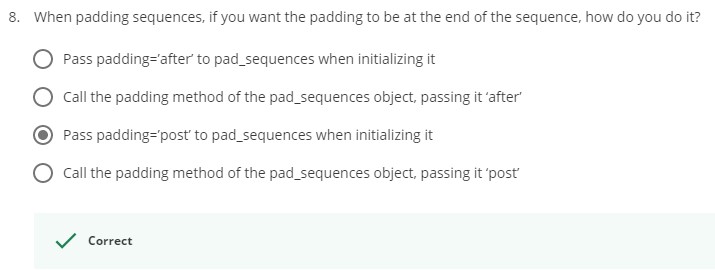 8. When padding sequences, if you want the padding to be at the end of the sequence, how do you do it?
Pass padding=’after’ to pad_sequences when initializing it
Call the padding method of the pad_sequences object, passing it ‘after’
Pass padding=’post’ to pad_sequences when initializing it
Call the padding method of the pad_sequences object, passing it ‘post’
Correct